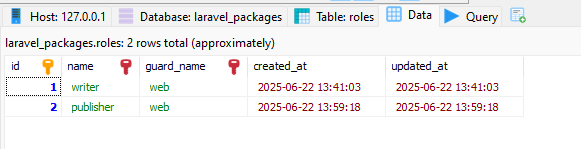 Host: 127.0.0.1 Database: laravel_packages Table: roles Data Query
laravel_packages.roles: 2 rows total (approximately)
id name guard_name created_at updated_at
1 writer web 2025-06-22 13:41:03 2025-06-22 13:41:03
2 publisher web 2025-06-22 13:59:18 2025-06-22 13:59:18